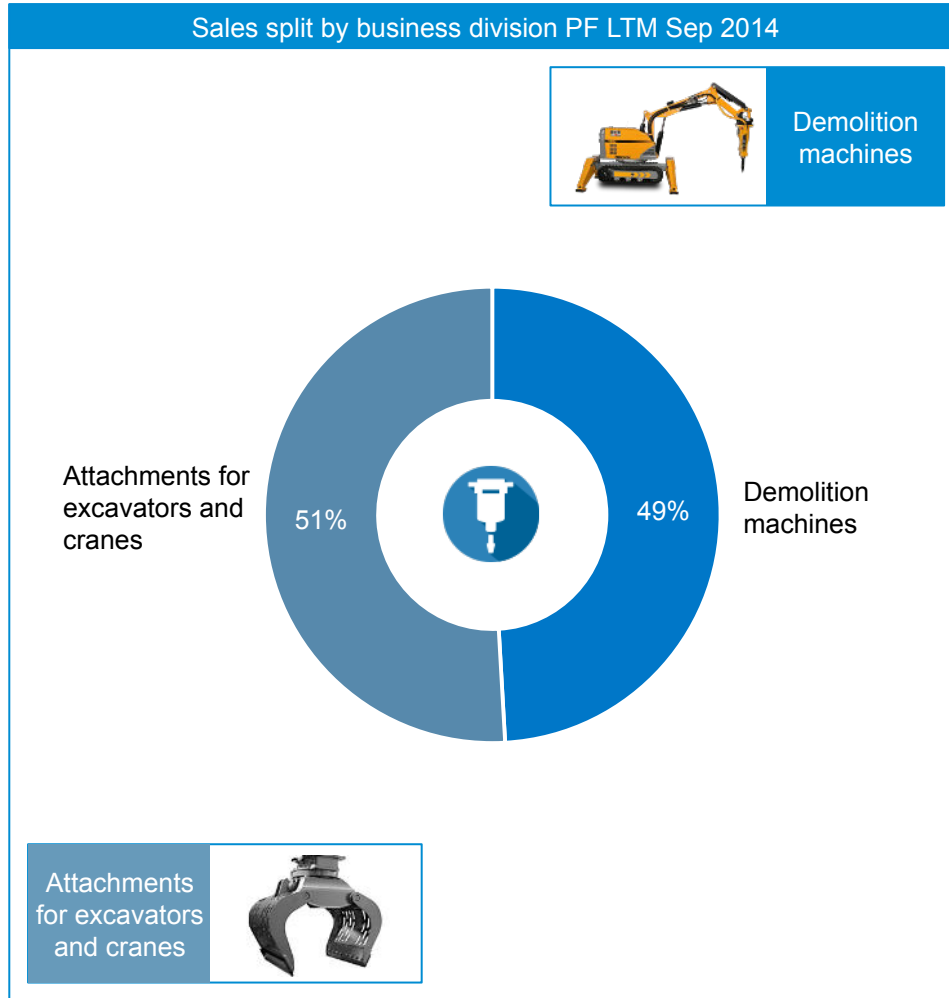 Sales split by business division PF LTM Sep 2014
Demolition
machines
Attachments for
excavators and
cranes
51%
49%
Demolition
machines
Attachments
for excavators
and cranes